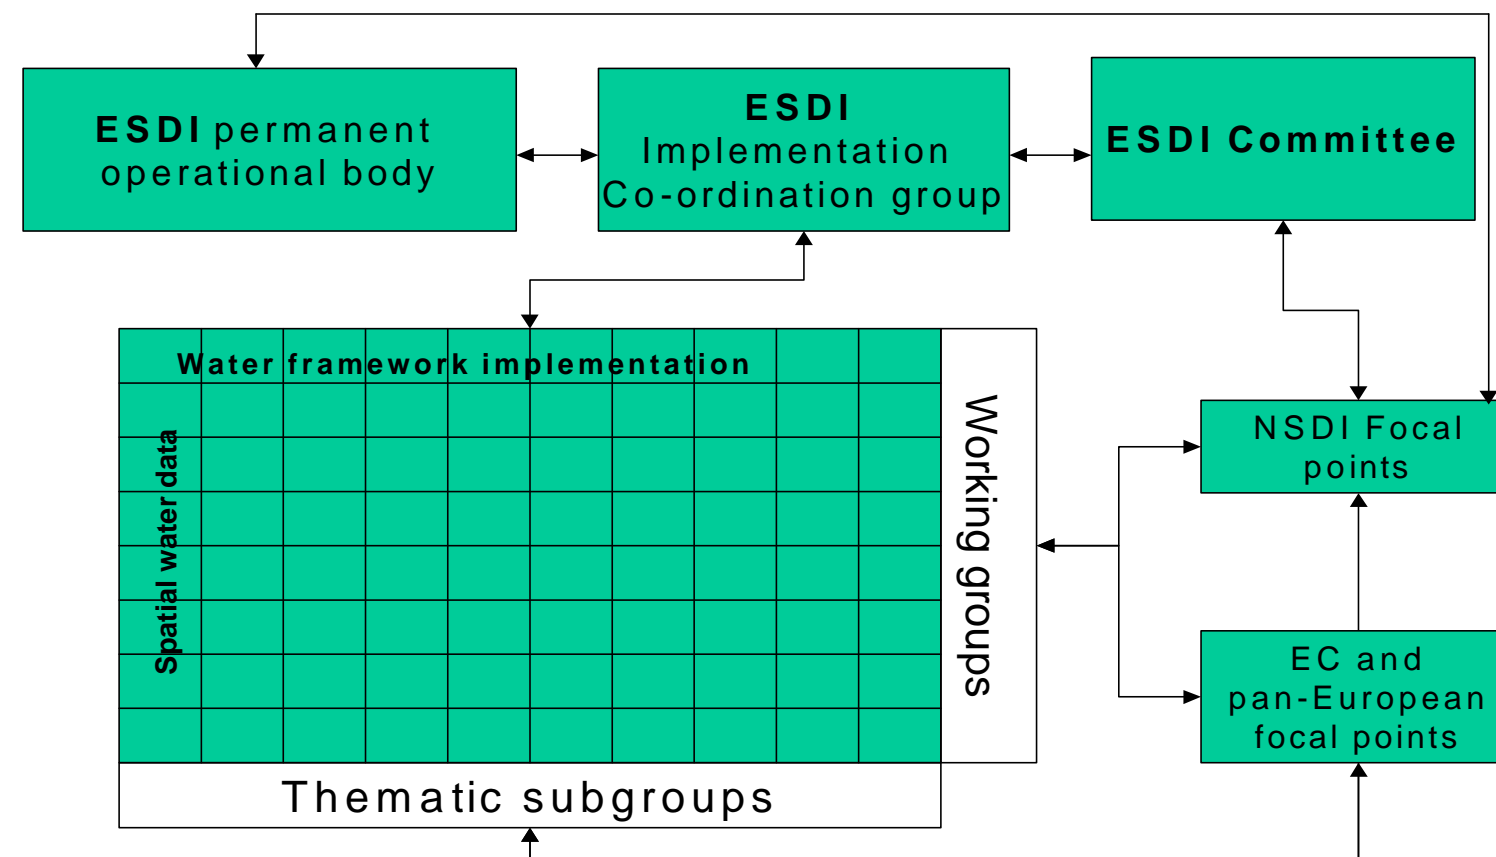 ESDI permanent
operational body
ESDI
Implementation
Co-ordination group
ESDI Committee
Water framework implementation
Spatial water data
Working groups
NSDI Focal
points
EC and
pan-European
focal points
Thematic subgroups